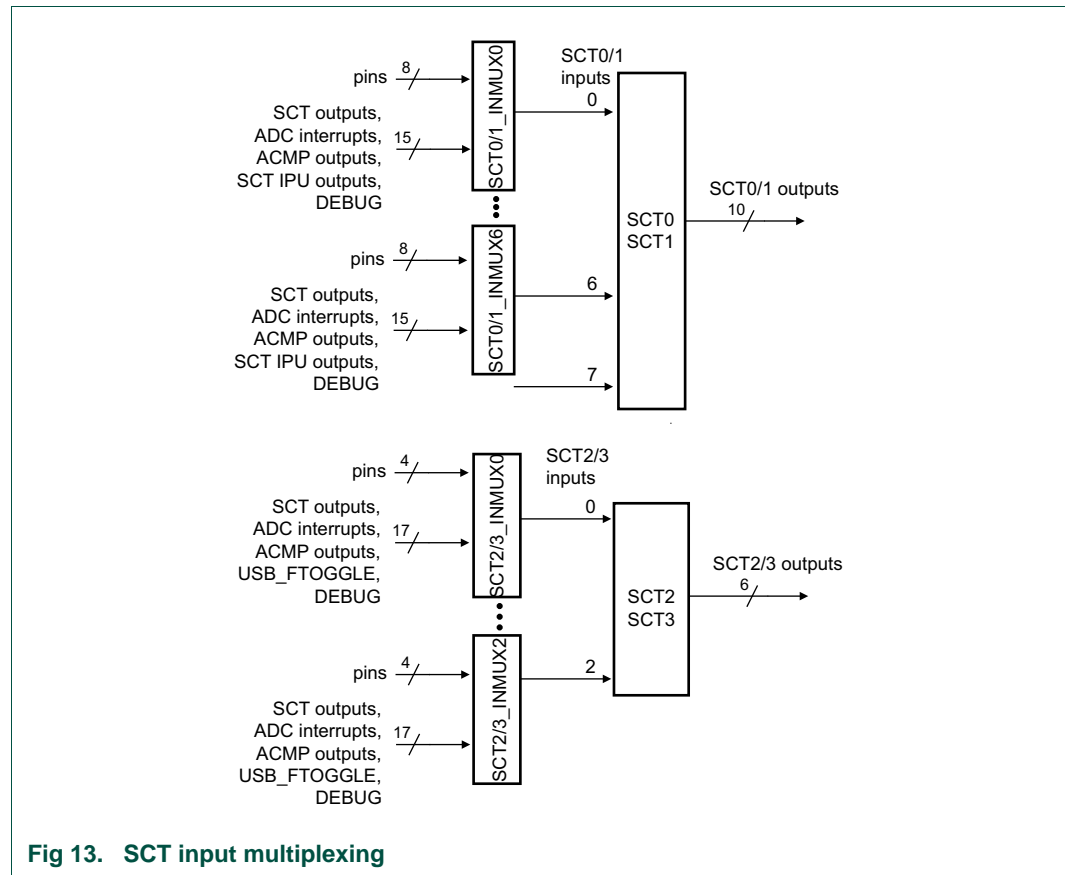 pins
8
SCT outputs,
ADC interrupts,
ACMP outputs,
SCT IPU outputs,
DEBUG
15
SCT0/1_INMUX0
SCT0/1
inputs
0
pins
8
SCT outputs,
ADC interrupts,
ACMP outputs,
SCT IPU outputs,
DEBUG
15
SCT0/1_INMUX6
6
7
SCT0
SCT1
SCT0/1 outputs
10
pins
4
SCT outputs,
ADC interrupts,
ACMP outputs,
USB_FTOGGLE,
DEBUG
17
SCT2/3_INMUX0
SCT2/3
inputs
0
pins
4
SCT outputs,
ADC interrupts,
ACMP outputs,
USB_FTOGGLE,
DEBUG
17
SCT2/3_INMUX2
2
SCT2
SCT3
SCT2/3 outputs
6
Fig 13. SCT input multiplexing